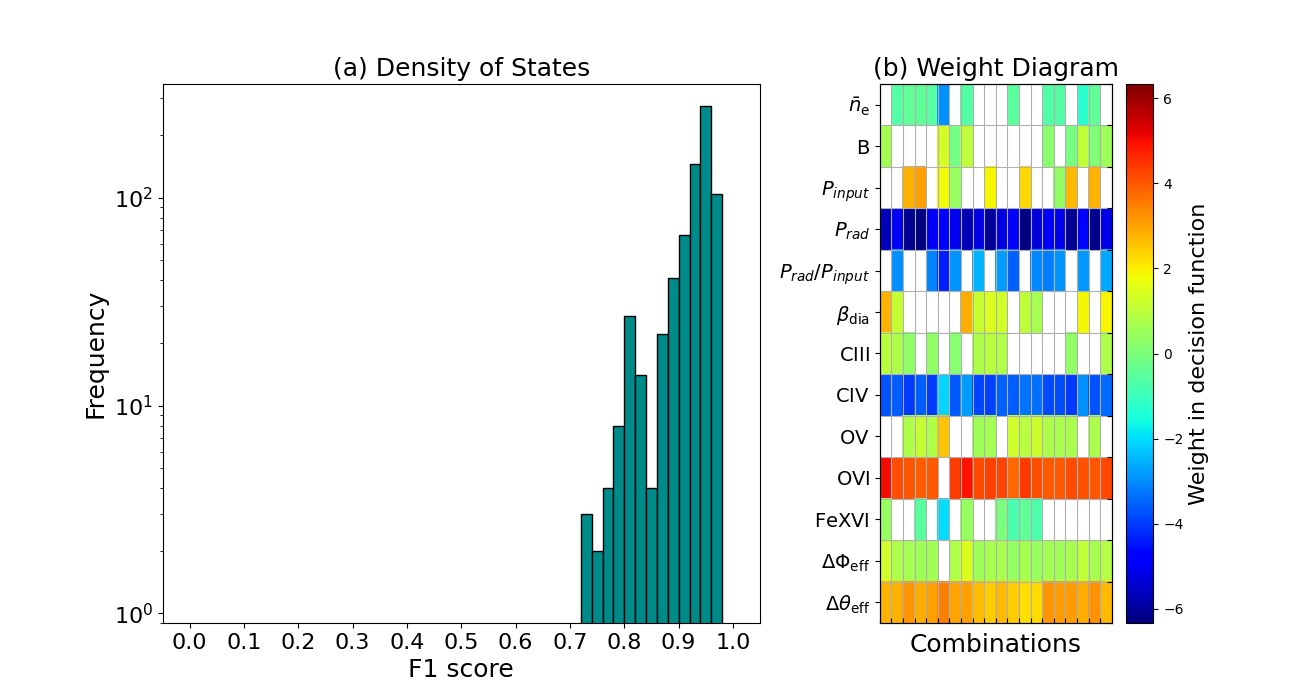 (a) Density of States
Frequency
10²
10¹
10⁰
0.0 0.1 0.2 0.3 0.4 0.5 0.6 0.7 0.8 0.9 1.0
F1 score
(b) Weight Diagram
n̄e
B
Pinput
Prad
Prad/Pinput
βdia
CIII
CIV
OV
OVI
FeXVI
ΔΦeff
Δθeff
Combinations
6
4
2
0
−2
−4
−6
Weight in decision function